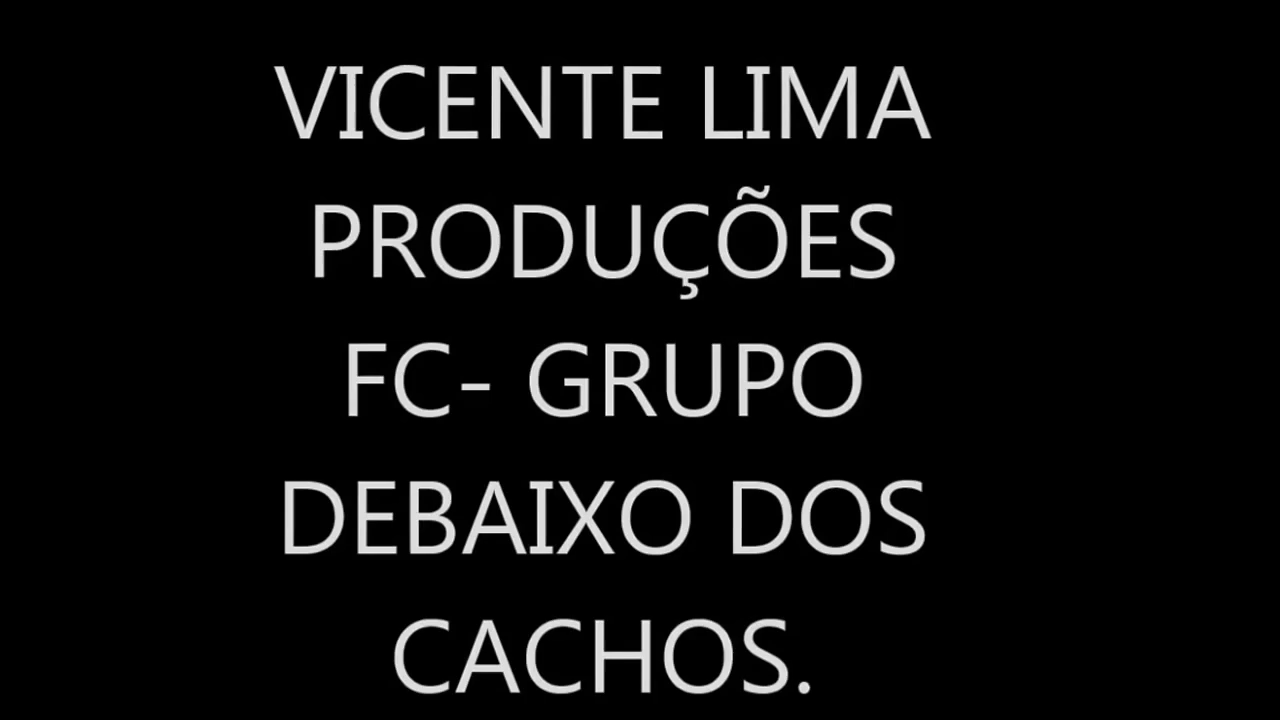 VICENTE LIMA
PRODUÇÕES
FC- GRUPO
DEBAIXO DOS
CACHOS.